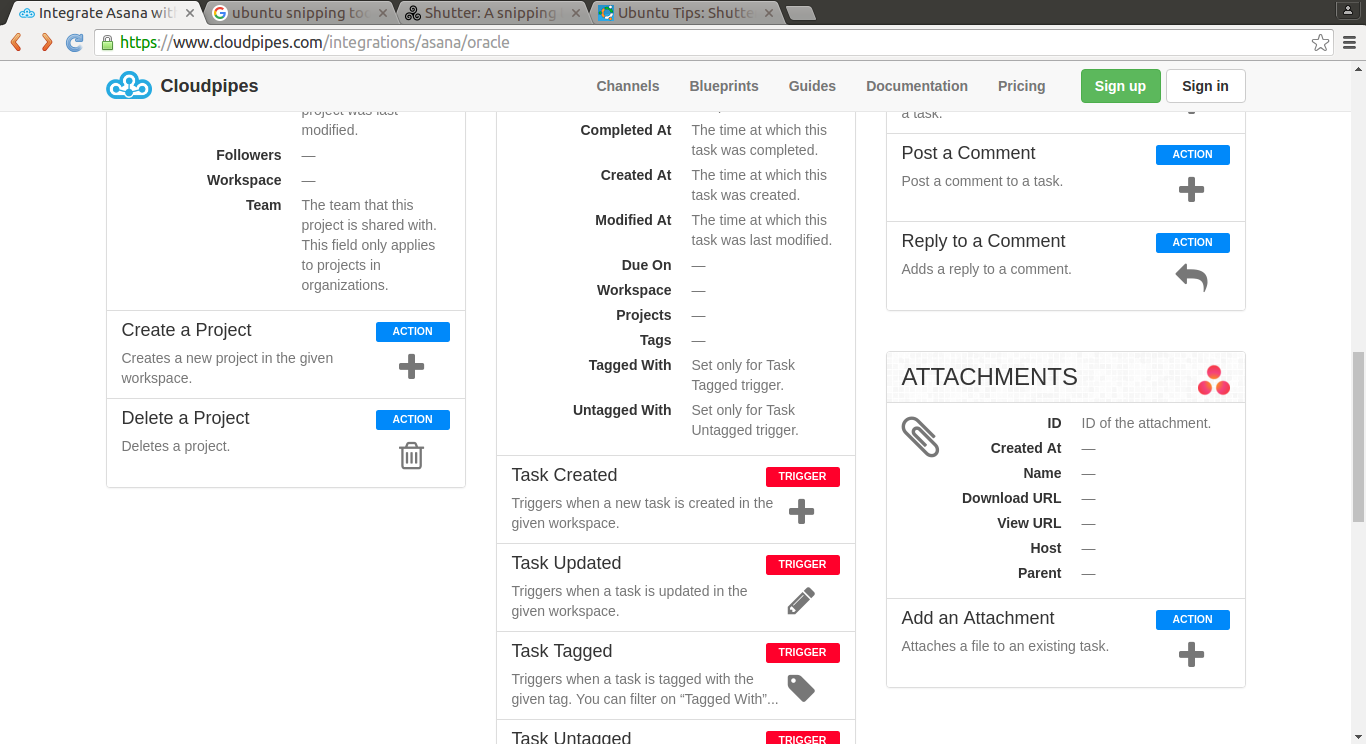 Integrate Asana with
ubuntu snipping too
Shutter: A snipping
Ubuntu Tips: Shutte
https://www.cloudpipes.com/integrations/asana/oracle
Cloudpipes
Channels
Blueprints
Guides
Documentation
Pricing
Sign up
Sign in
project was last
modified.
Followers —
Workspace —
Team The team that this
project is shared with.
This field only applies
to projects in
organizations.
Create a Project
ACTION
Creates a new project in the given
workspace.
Delete a Project
ACTION
Deletes a project.
Completed At The time at which this
task was completed.
Created At The time at which this
task was created.
Modified At The time at which this
task was last modified.
Due On —
Workspace —
Projects —
Tags —
Tagged With Set only for Task
Tagged trigger.
Untagged With Set only for Task
Untagged trigger.
Task Created
TRIGGER
Triggers when a new task is created in the
given workspace.
Task Updated
TRIGGER
Triggers when a task is updated in the
given workspace.
Task Tagged
TRIGGER
Triggers when a task is tagged with the
given tag. You can filter on “Tagged With”...
Task Untagged
TRIGGER
a task.
Post a Comment
ACTION
Post a comment to a task.
Reply to a Comment
ACTION
Adds a reply to a comment.
ATTACHMENTS
ID ID of the attachment.
Created At —
Name —
Download URL —
View URL —
Host —
Parent —
Add an Attachment
ACTION
Attaches a file to an existing task.